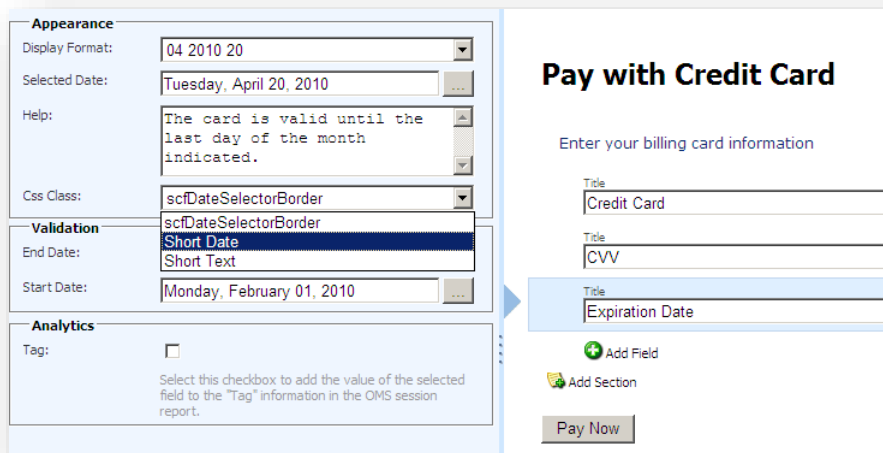 Appearance
Display Format:
04 2010 20
Selected Date:
Tuesday, April 20, 2010
...
Help:
The card is valid until the
last day of the month
indicated.
Css Class:
scfDateSelectorBorder
scfDateSelectorBorder
Short Date
Short Text
Validation
End Date:
Start Date:
Monday, February 01, 2010
...
Analytics
Tag:
Select this checkbox to add the value of the selected
field to the "Tag" information in the OMS session
report.
Pay with Credit Card
Enter your billing card information
Title
Credit Card
Title
CVV
Title
Expiration Date
Add Field
Add Section
Pay Now